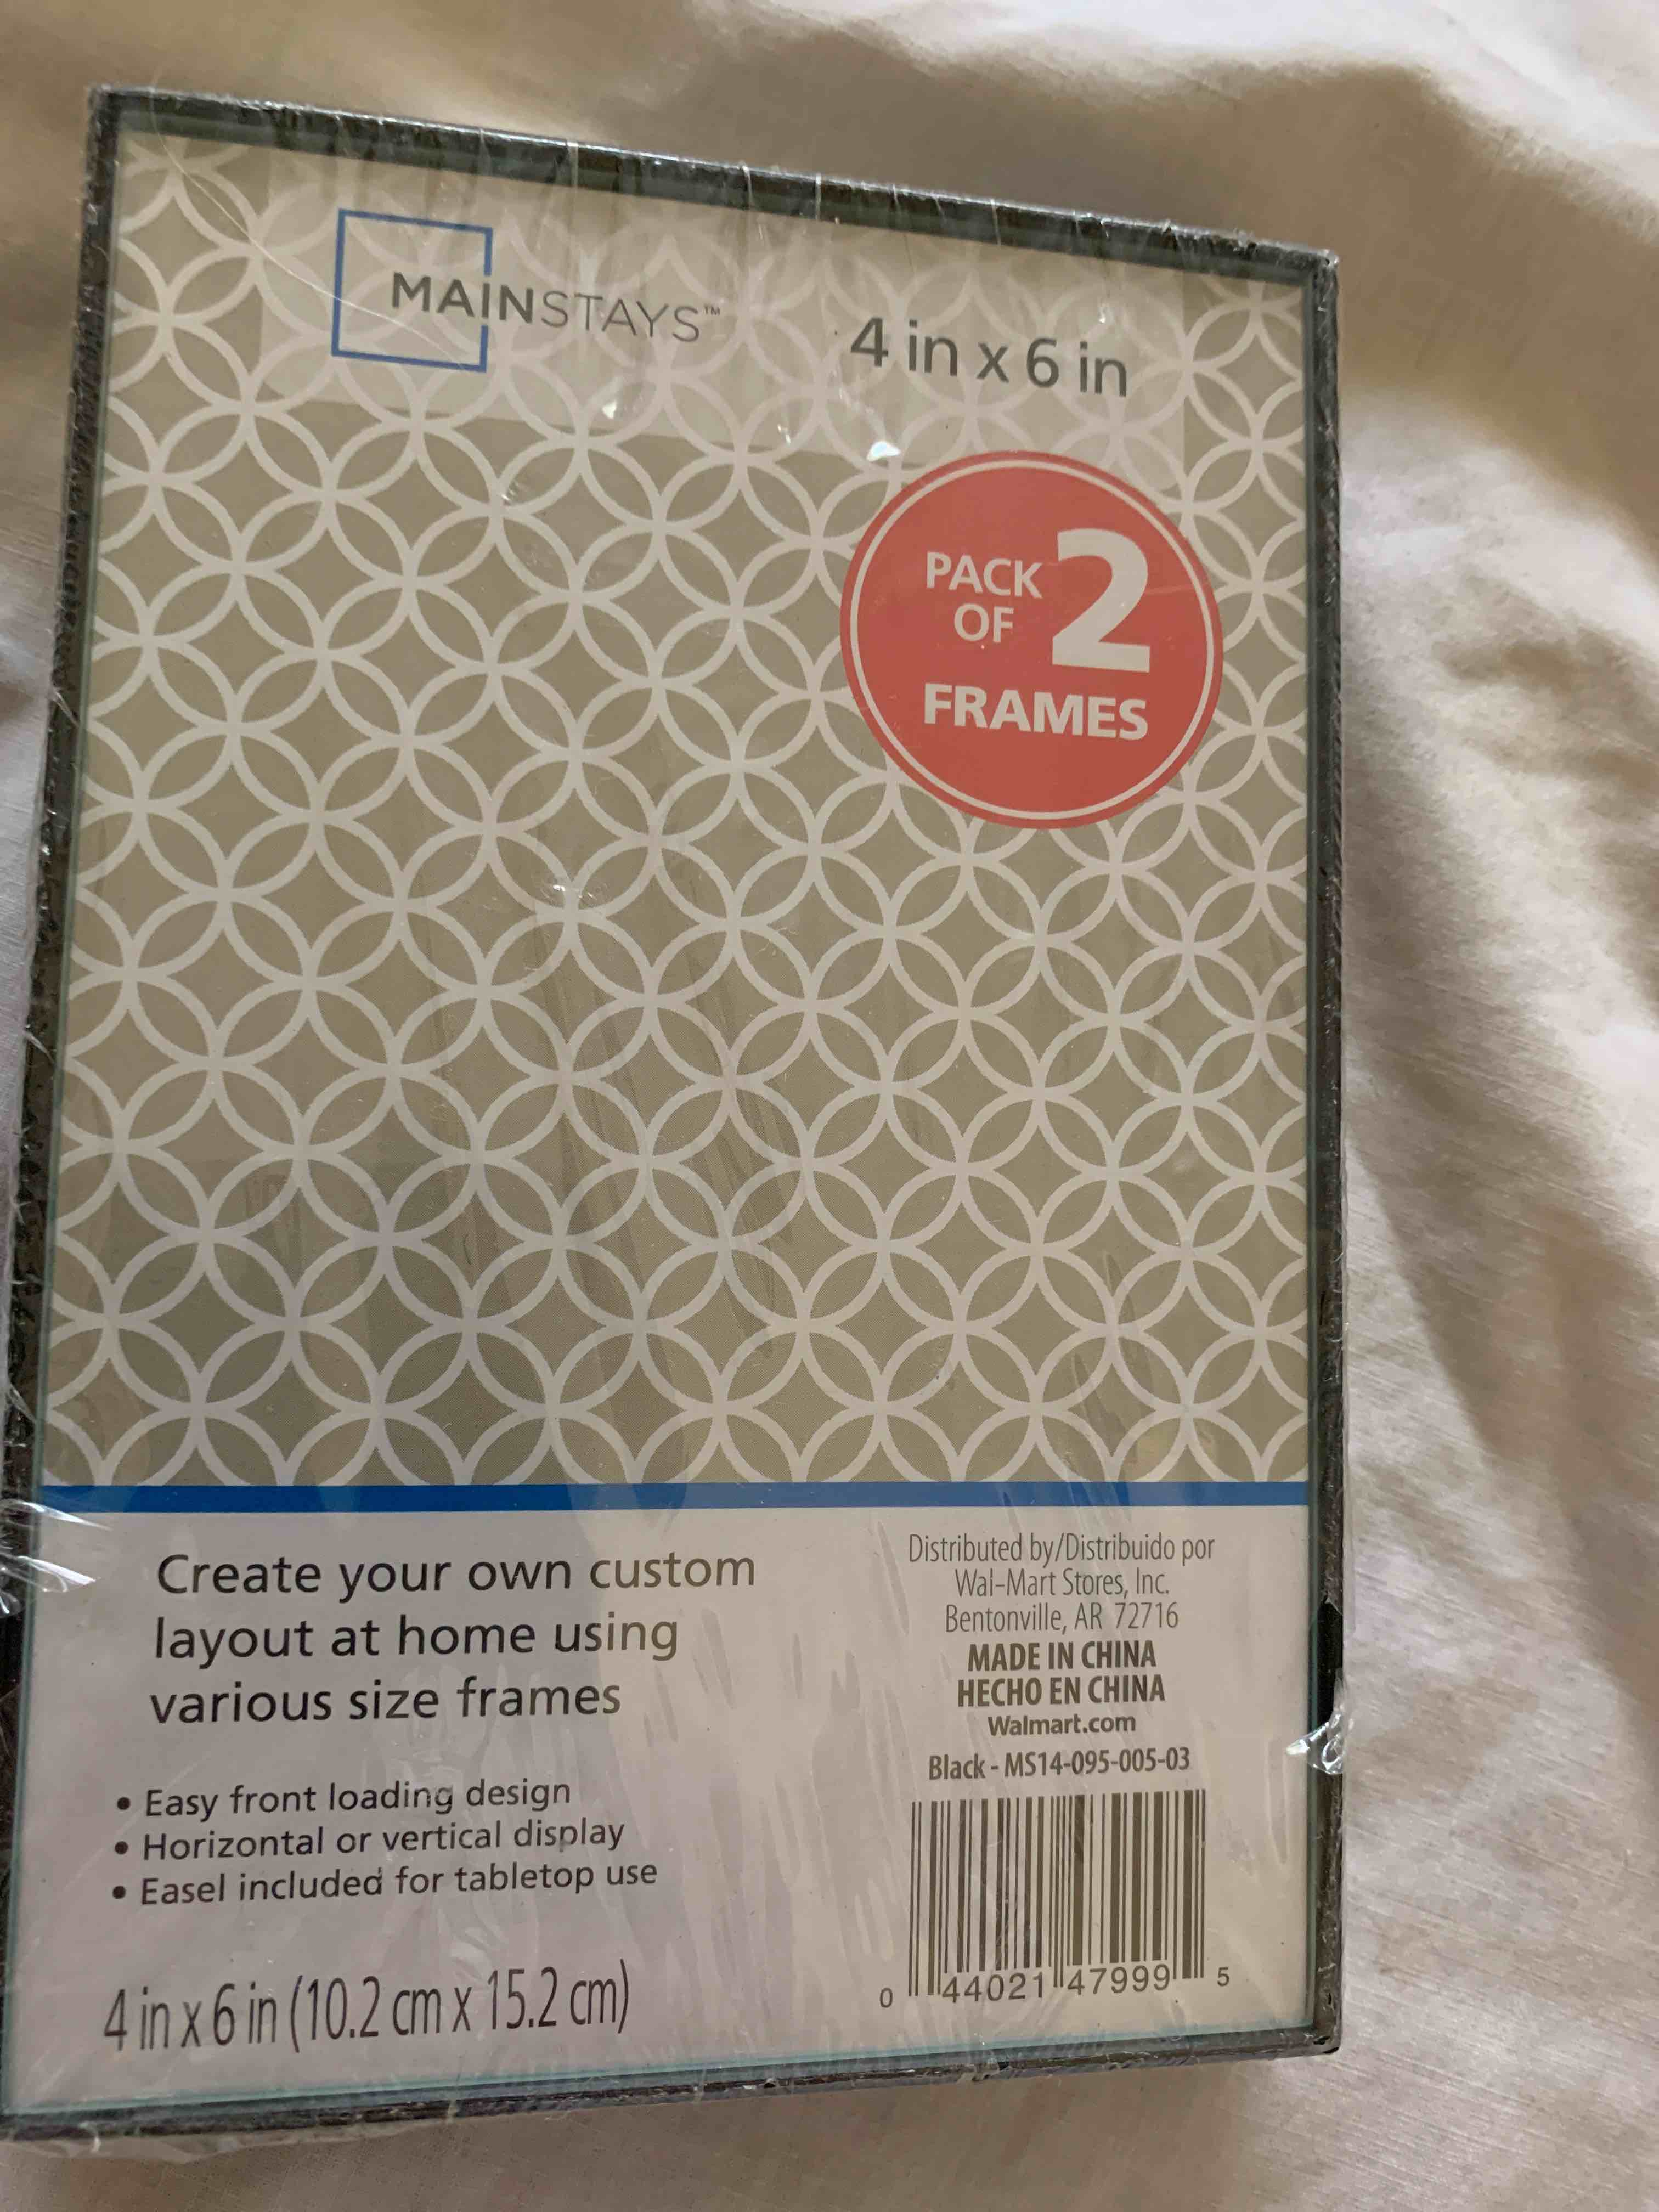 MAINSTAYS™
4 in x 6 in
PACK OF 2
FRAMES
Create your own custom
layout at home using
various size frames
• Easy front loading design
• Horizontal or vertical display
• Easel included for tabletop use
4 in x 6 in (10.2 cm x 15.2 cm)
Distributed by/Distribuido por
Wal-Mart Stores, Inc.
Bentonville, AR 72716
MADE IN CHINA
HECHO EN CHINA
Walmart.com
Black - MS14-095-005-03
0 44021 47999 5